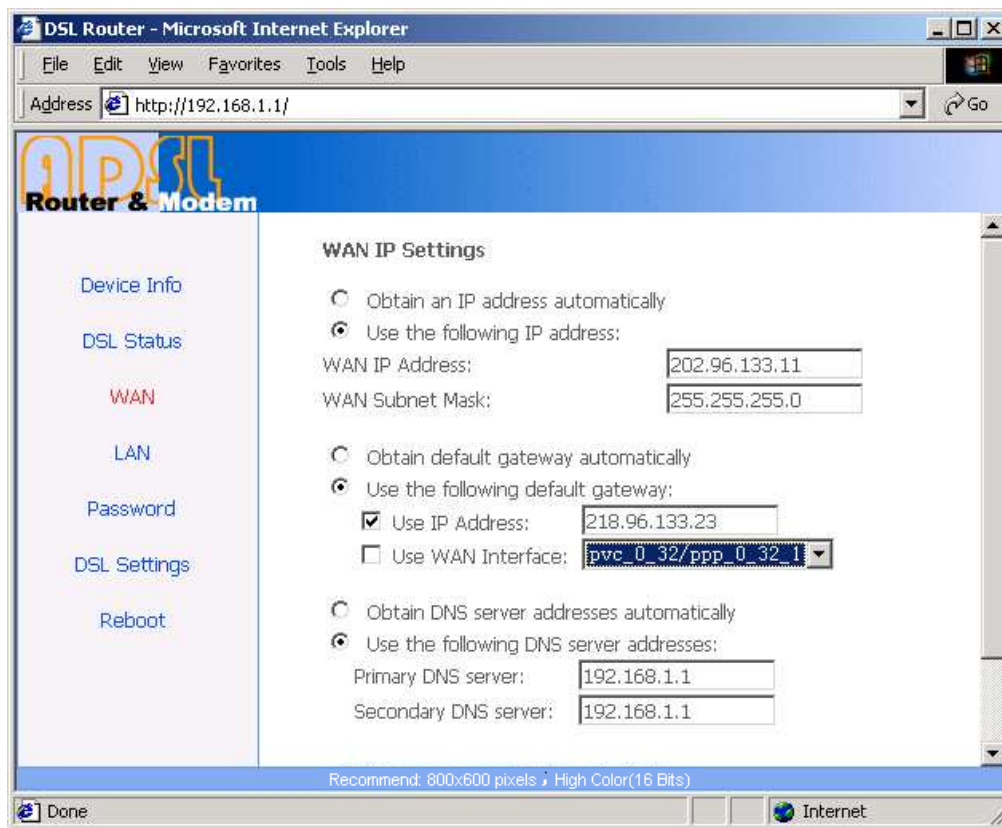 DSL Router - Microsoft Internet Explorer
File Edit View Favorites Tools Help
Address http://192.168.1.1/ Go
ADSL
Router & Modem
Device Info
DSL Status
WAN
LAN
Password
DSL Settings
Reboot
WAN IP Settings
Obtain an IP address automatically
Use the following IP address:
WAN IP Address: 202.96.133.11
WAN Subnet Mask: 255.255.255.0
Obtain default gateway automatically
Use the following default gateway:
Use IP Address: 218.96.133.23
Use WAN Interface: pvc_0_32/ppp_0_32_1
Obtain DNS server addresses automatically
Use the following DNS server addresses:
Primary DNS server: 192.168.1.1
Secondary DNS server: 192.168.1.1
Recommend: 800x600 pixels ; High Color(16 Bits)
Done Internet